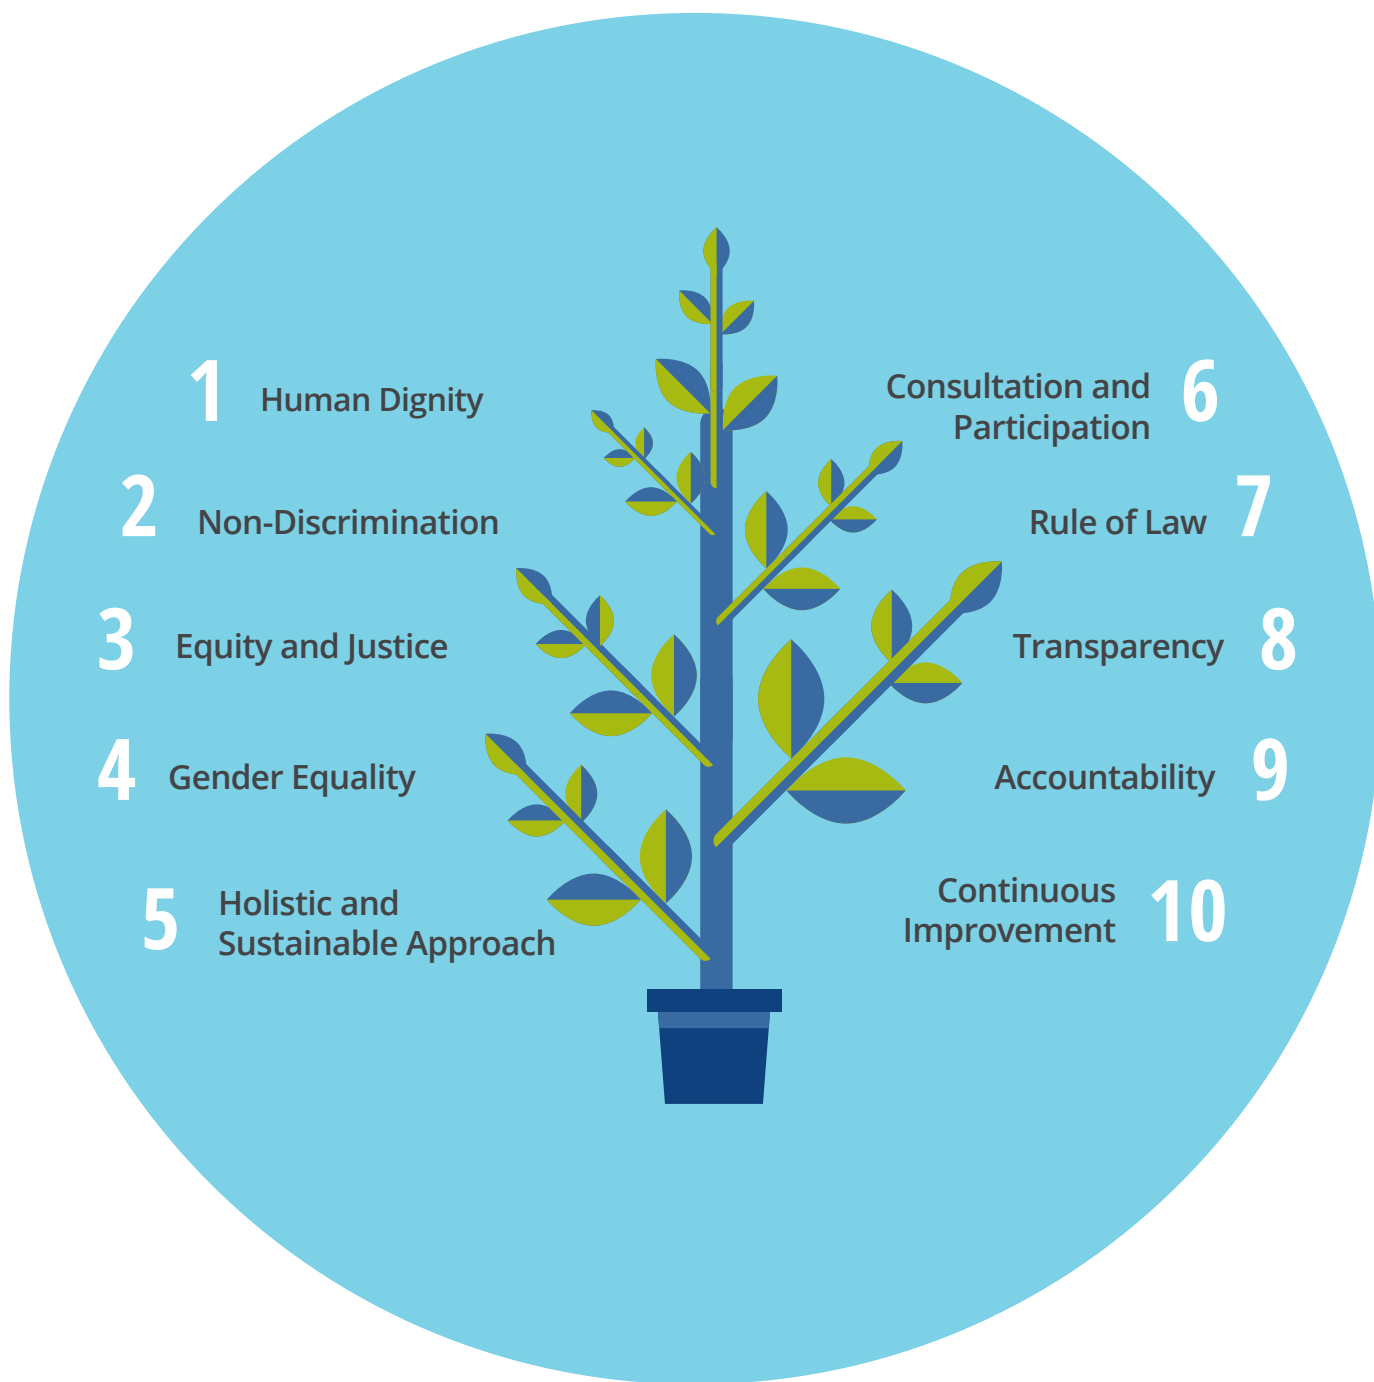 1 Human Dignity
2 Non-Discrimination
3 Equity and Justice
4 Gender Equality
5 Holistic and
Sustainable Approach
Consultation and 6
Participation
Rule of Law 7
Transparency 8
Accountability 9
Continuous 10
Improvement